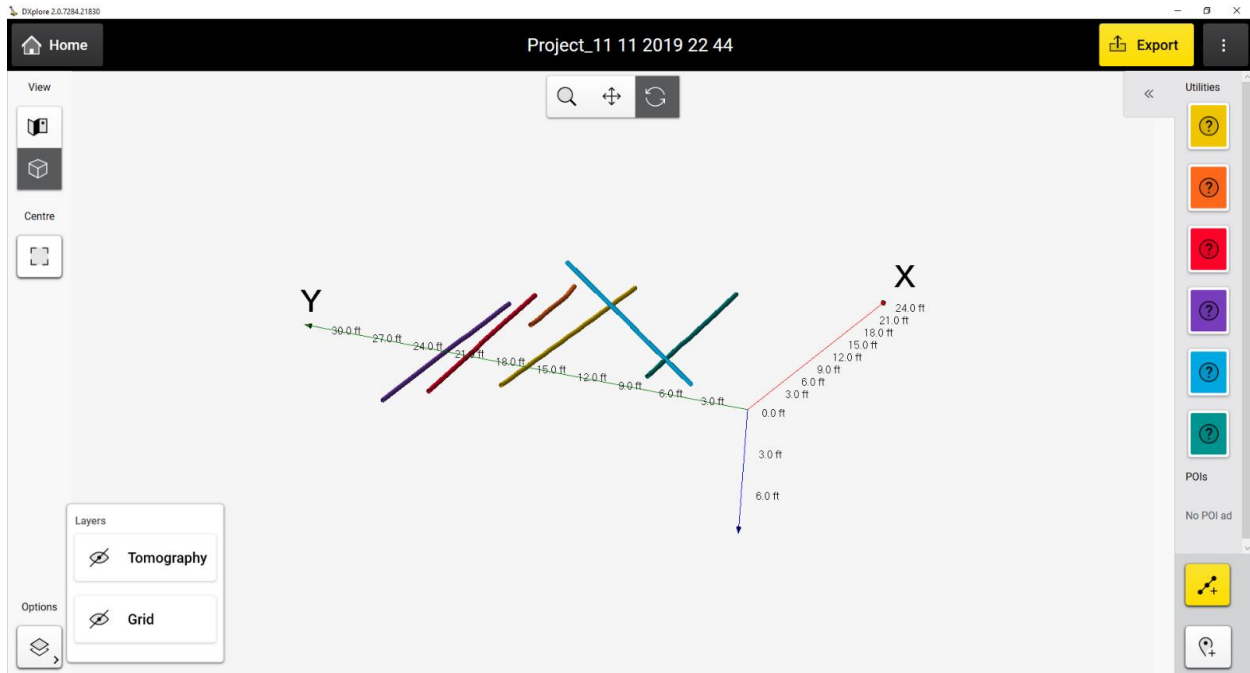 DXplore 2.0.7284.21830
Home
Project_11 11 2019 22 44
Export
View
Centre
Utilities
?
?
?
?
?
?
POIs
No POI ad
X
24.0 ft
21.0 ft
18.0 ft
15.0 ft
12.0 ft
9.0 ft
6.0 ft
3.0 ft
0.0 ft
Y
30.0 ft
27.0 ft
24.0 ft
21.0 ft
18.0 ft
15.0 ft
12.0 ft
9.0 ft
6.0 ft
3.0 ft
3.0 ft
6.0 ft
Layers
Tomography
Grid
Options